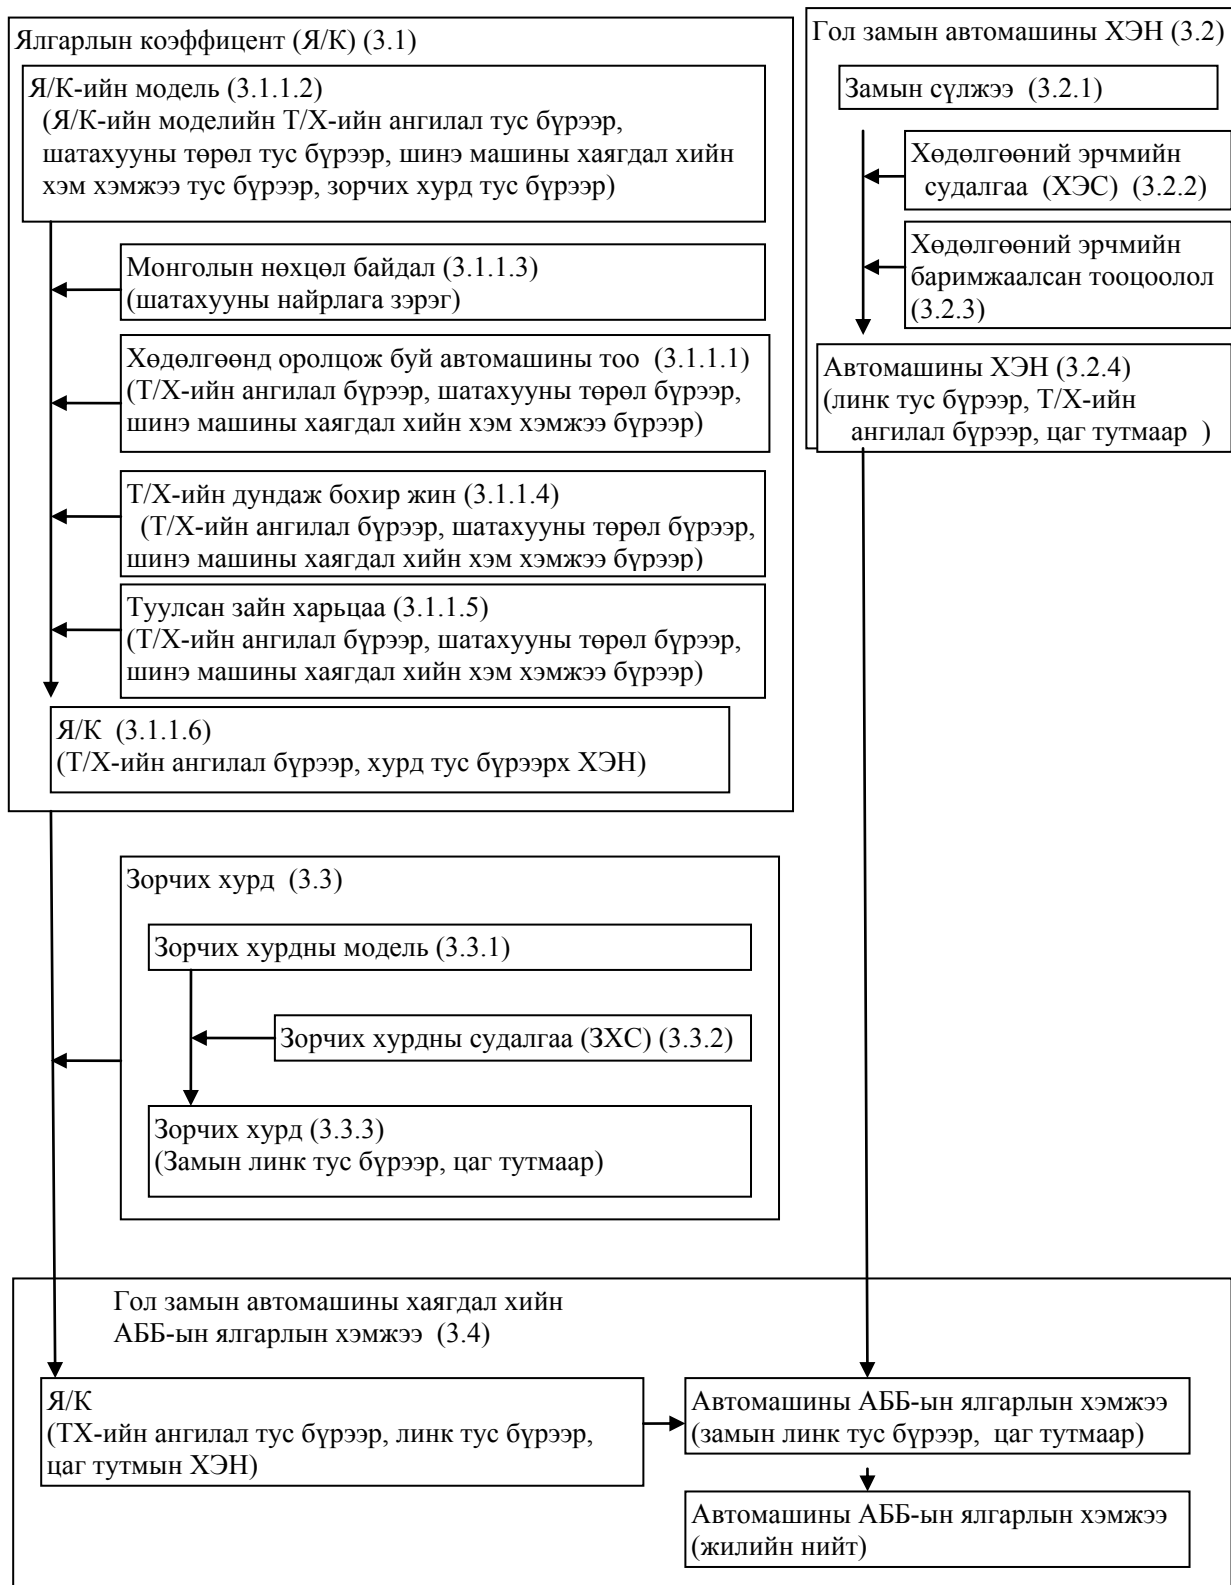 Ялгарлын коэффицент (Я/К) (3.1)
Я/К-ийн модель (3.1.1.2)
(Я/К-ийн моделийн Т/Х-ийн ангилал тус бүрээр,
шатахууны төрөл тус бүрээр, шинэ машины хаягдал хийн
хэм хэмжээ тус бүрээр, зорчих хурд тус бүрээр)
Монголын нөхцөл байдал (3.1.1.3)
(шатахууны найрлага зэрэг)
Хөдөлгөөнд оролцож буй автомашины тоо (3.1.1.1)
(Т/Х-ийн ангилал бүрээр, шатахууны төрөл бүрээр,
шинэ машины хаягдал хийн хэм хэмжээ бүрээр)
Т/Х-ийн дундаж бохир жин (3.1.1.4)
(Т/Х-ийн ангилал бүрээр, шатахууны төрөл бүрээр,
шинэ машины хаягдал хийн хэм хэмжээ бүрээр)
Туулсан зайн харьцаа (3.1.1.5)
(Т/Х-ийн ангилал бүрээр, шатахууны төрөл бүрээр,
шинэ машины хаягдал хийн хэм хэмжээ бүрээр)
Я/К (3.1.1.6)
(Т/Х-ийн ангилал бүрээр, хурд тус бүрээрх ХЭН)
Гол замын автомашины ХЭН (3.2)
Замын сүлжээ (3.2.1)
Хөдөлгөөний эрчмийн
судалгаа (ХЭС) (3.2.2)
Хөдөлгөөний эрчмийн
баримжаалсан тооцоолол
(3.2.3)
Автомашины ХЭН (3.2.4)
(линк тус бүрээр, Т/Х-ийн
ангилал бүрээр, цаг тутмаар )
Зорчих хурд (3.3)
Зорчих хурдны модель (3.3.1)
Зорчих хурдны судалгаа (ЗХС) (3.3.2)
Зорчих хурд (3.3.3)
(Замын линк тус бүрээр, цаг тутмаар)
Гол замын автомашины хаягдал хийн
АББ-ын ялгарлын хэмжээ (3.4)
Я/К
(ТХ-ийн ангилал тус бүрээр, линк тус бүрээр,
цаг тутмын ХЭН)
Автомашины АББ-ын ялгарлын хэмжээ
(замын линк тус бүрээр, цаг тутмаар)
Автомашины АББ-ын ялгарлын хэмжээ
(жилийн нийт)